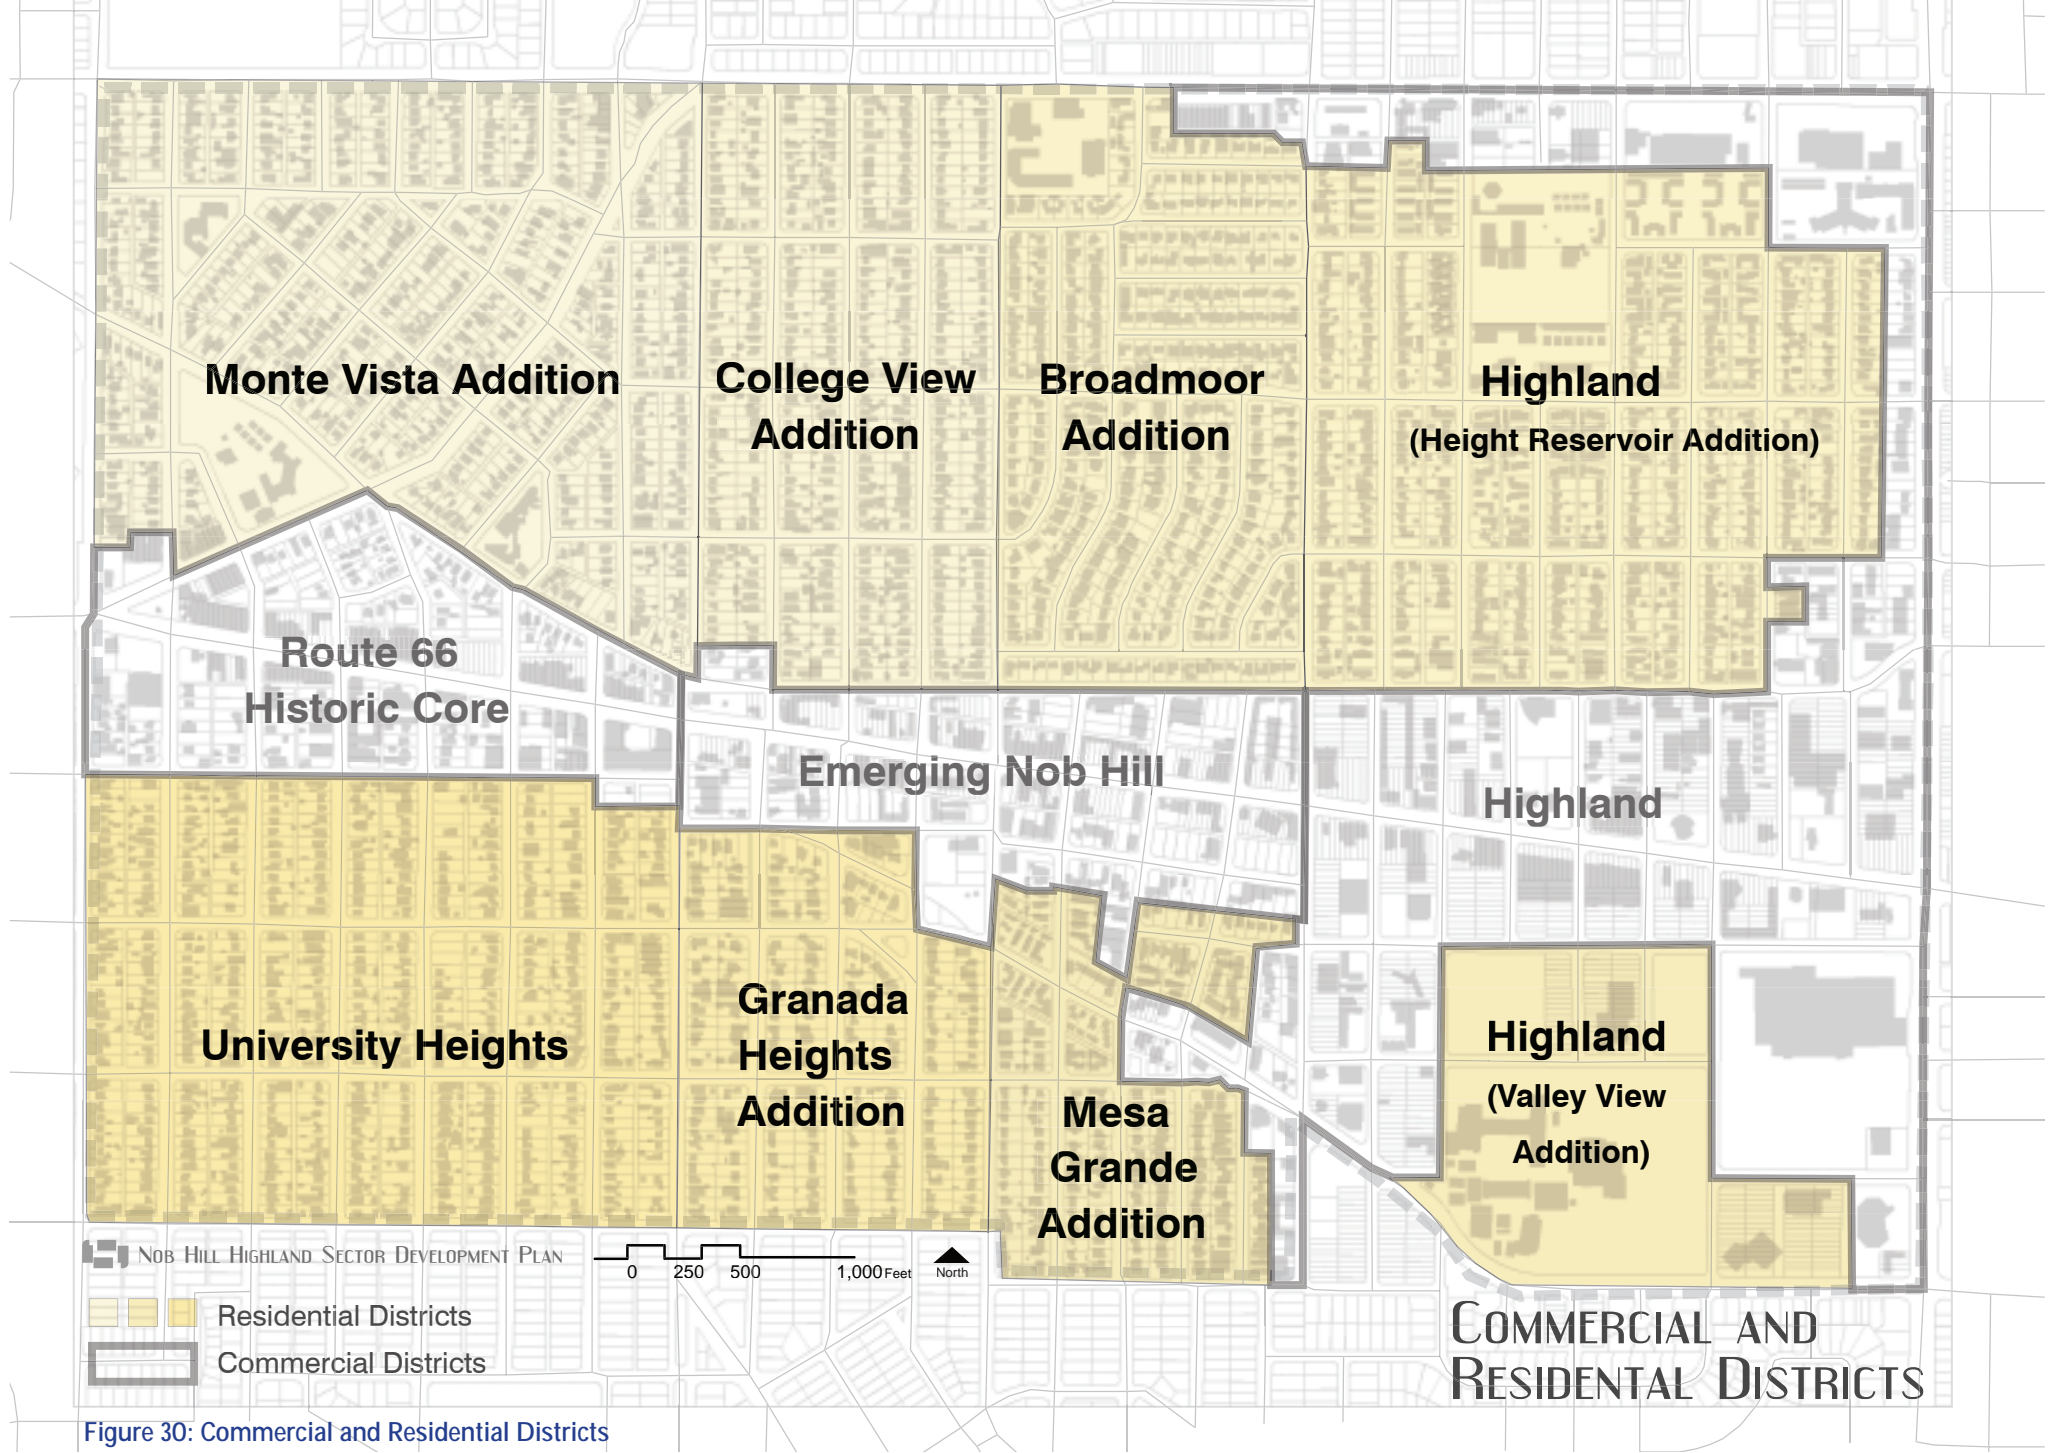 Monte Vista Addition
College View
Addition
Broadmoor
Addition
Highland
(Height Reservoir Addition)
Route 66
Historic Core
Emerging Nob Hill
Highland
University Heights
Granada
Heights
Addition
Mesa
Grande
Addition
Highland
(Valley View
Addition)
NOB HILL HIGHLAND SECTOR DEVELOPMENT PLAN
0 250 500 1,000 Feet
North
Residential Districts
Commercial Districts
COMMERCIAL AND
RESIDENTAL DISTRICTS
Figure 30: Commercial and Residential Districts